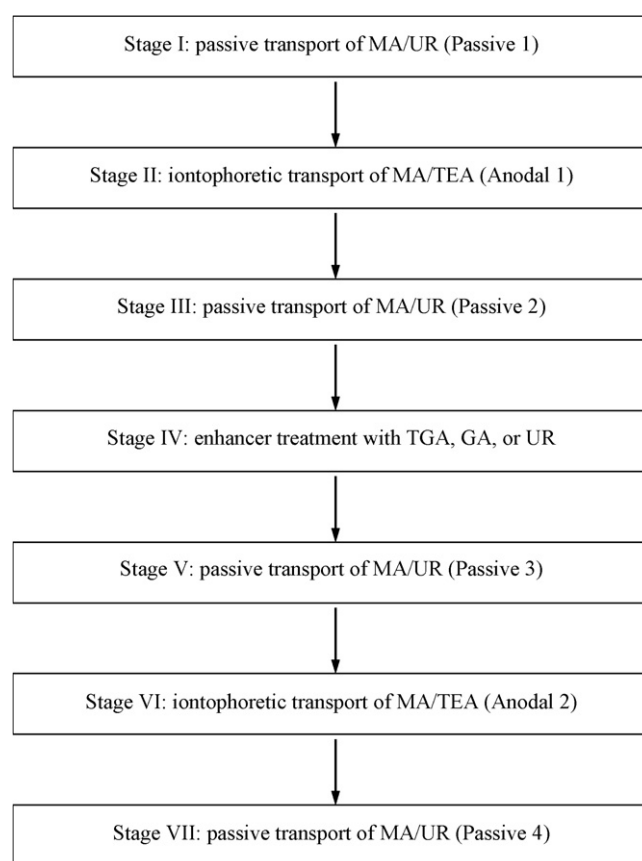 Stage I: passive transport of MA/UR (Passive 1)
Stage II: iontophoretic transport of MA/TEA (Anodal 1)
Stage III: passive transport of MA/UR (Passive 2)
Stage IV: enhancer treatment with TGA, GA, or UR
Stage V: passive transport of MA/UR (Passive 3)
Stage VI: iontophoretic transport of MA/TEA (Anodal 2)
Stage VII: passive transport of MA/UR (Passive 4)